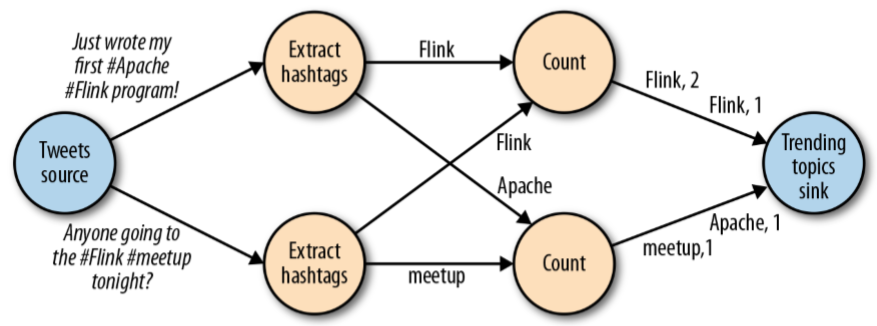 Just wrote my
first #Apache
#Flink program!
Tweets
source
Anyone going to
the #Flink #meetup
tonight?
Extract
hashtags
Extract
hashtags
Flink
Flink
Apache
meetup
Count
Count
Flink, 2
Flink, 1
Apache, 1
meetup,1
Trending
topics
sink